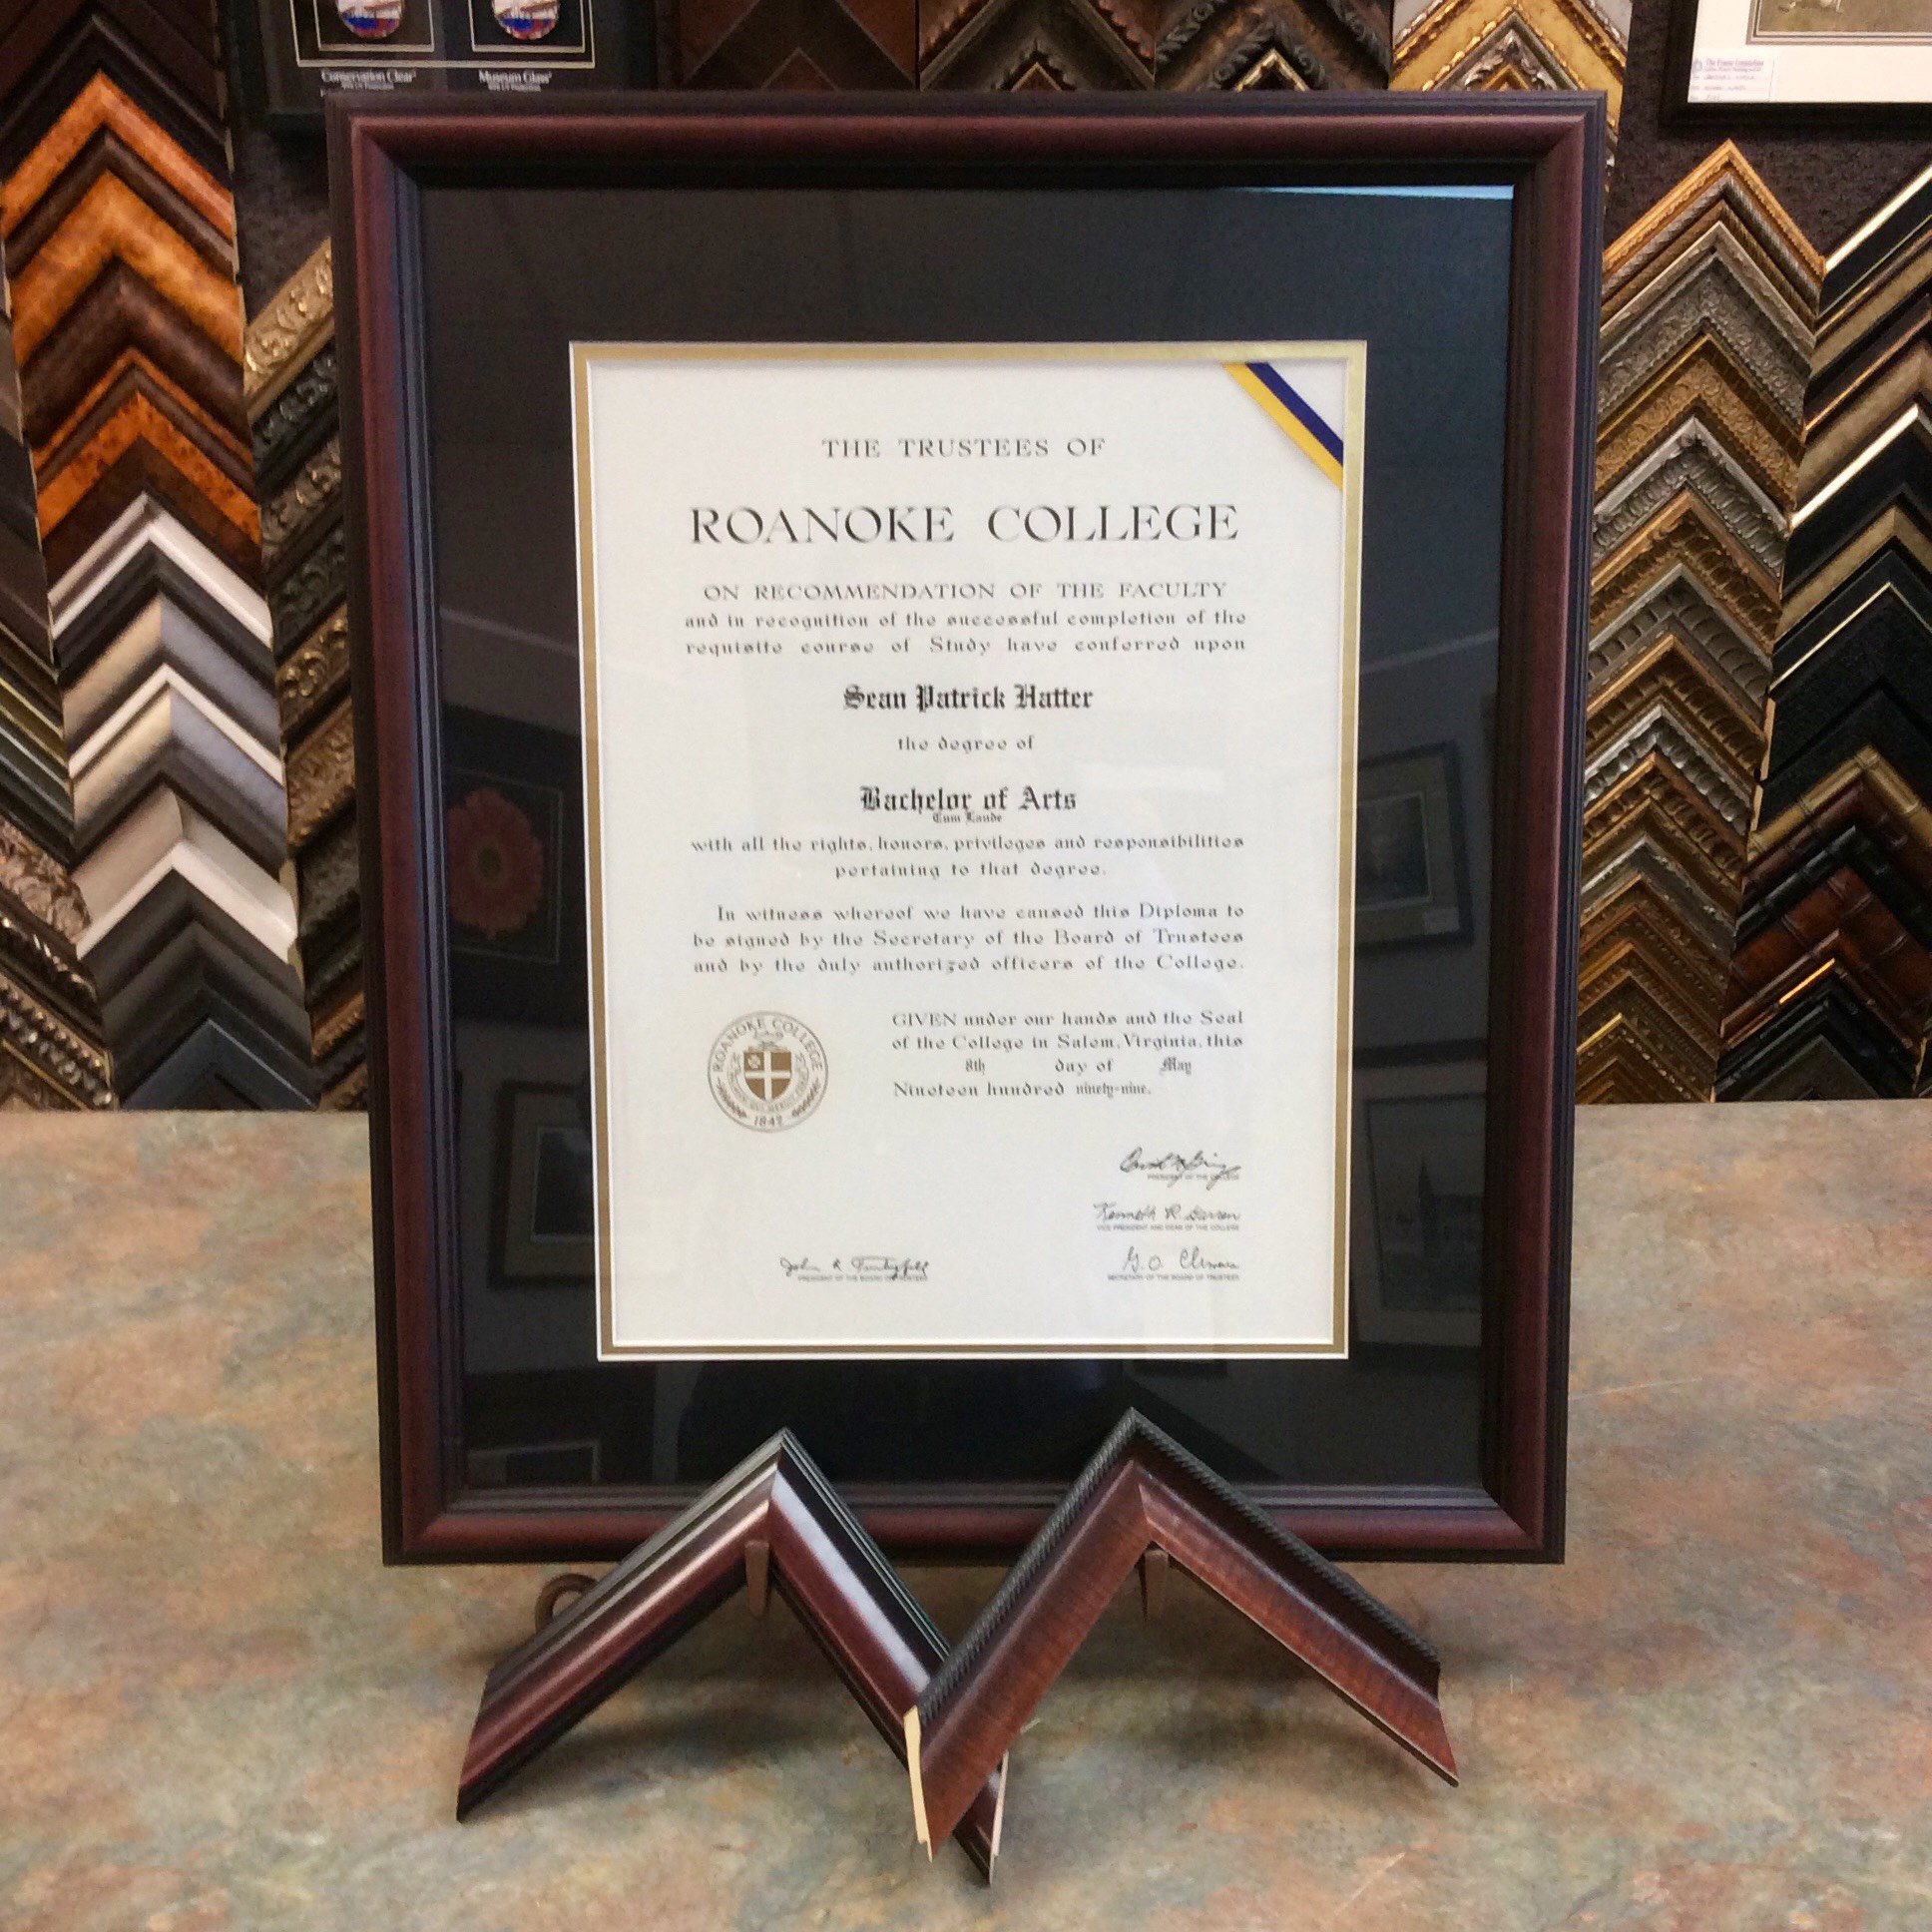 Conservation Clear
Museum Glass
THE TRUSTEES OF
ROANOKE COLLEGE
ON RECOMMENDATION OF THE FACULTY
and in recognition of the successful completion of the
requisite course of Study have conferred upon
Sean Patrick Hatter
the degree of
Bachelor of Arts
Cum Laude
with all the rights, honors, privileges and responsibilities
pertaining to that degree.
In witness whereof we have caused this Diploma to
be signed by the Secretary of the Board of Trustees
and by the duly authorized officers of the College.
ROANOKE COLLEGE
1842
GIVEN under our hands and the Seal
of the College in Salem, Virginia, this
8th day of May
Nineteen hundred ninety-nine.
PRESIDENT OF THE COLLEGE
Kenneth R.
VICE PRESIDENT AND DEAN OF THE COLLEGE
John R.
PRESIDENT OF THE BOARD OF TRUSTEES
G. O.
SECRETARY OF THE BOARD OF TRUSTEES